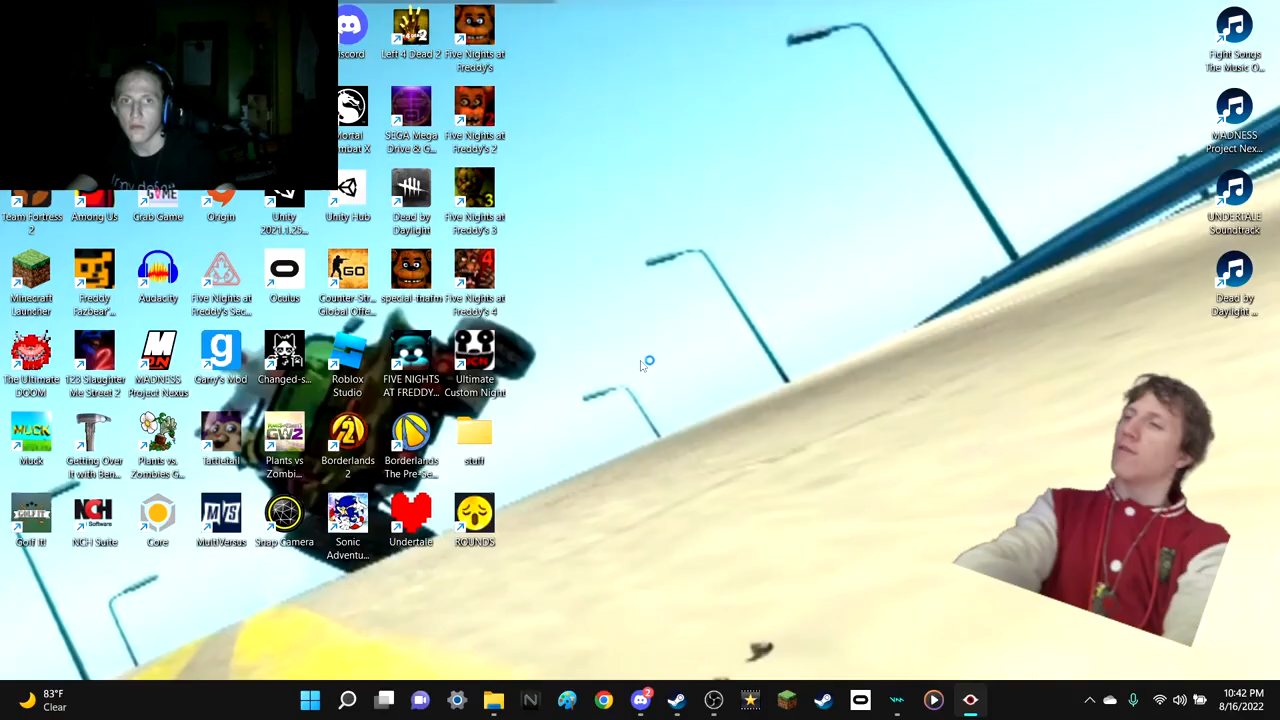 iscord
Left 4 Dead 2
Five Nights at
Freddy's
Fight Songs
The Music O...
Mortal
mbat X
SEGA Mega
Drive & G...
Five Nights at
Freddy's 2
MADNESS
Project Nex...
Team Fortress
2
Among Us
Crab Game
Origin
Unity
2021.1.25...
Unity Hub
Dead by
Daylight
Five Nights at
Freddy's 3
UNDERTALE
Soundtrack
Minecraft
Launcher
Freddy
Fazbear'...
Audacity
Five Nights at
Freddy's Sec...
Oculus
Counter-Str...
Global Offe...
special-fnafm
Five Nights at
Freddy's 4
Dead by
Daylight ...
The Ultimate
DOOM
123 Slaughter
Me Street 2
MADNESS
Project Nexus
Garry's Mod
Changed-s...
Roblox
Studio
FIVE NIGHTS
AT FREDDY...
Ultimate
Custom Night
Muck
Getting Over
It with Ben...
Plants vs.
Zombies G...
Tattletail
Plants vs
Zombi...
Borderlands
2
Borderlands
The Pre-Se...
stuff
Golf It!
NCH Suite
Core
MultiVersus
Snap Camera
Sonic
Adventu...
Undertale
ROUNDS
83°F
Clear
2
10:42 PM
8/16/2022